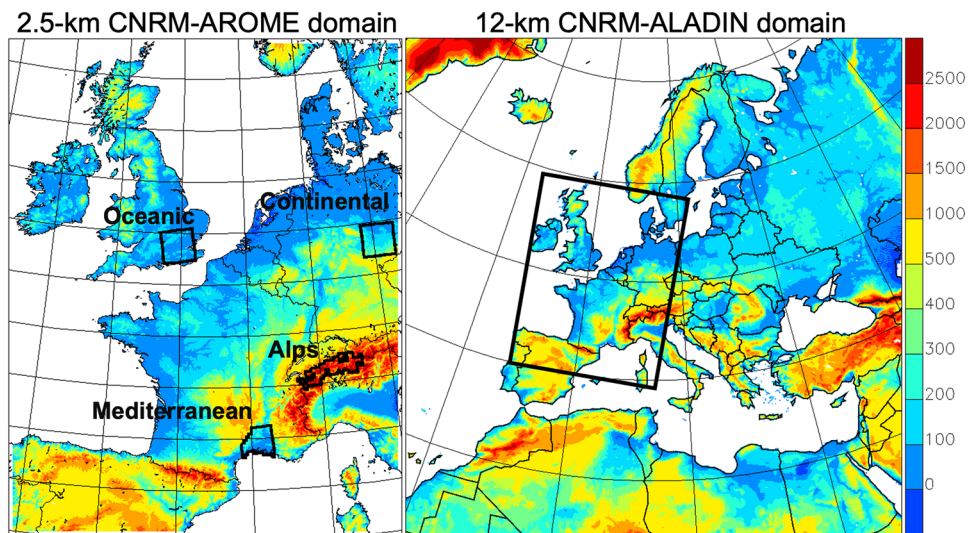 2.5-km CNRM-AROME domain
12-km CNRM-ALADIN domain
Oceanic
Continental
Alps
Mediterranean
2500
2000
1500
1000
500
400
300
200
100
0